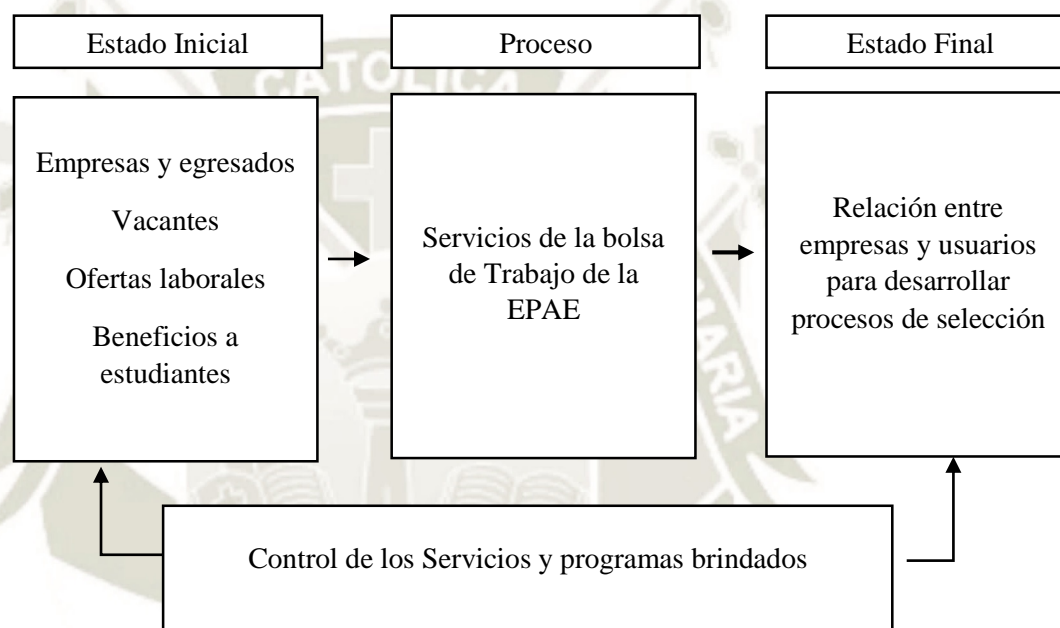 Estado Inicial
Proceso
Estado Final
Empresas y egresados
Vacantes
Ofertas laborales
Beneficios a
estudiantes
Servicios de la bolsa
de Trabajo de la
EPAE
Relación entre
empresas y usuarios
para desarrollar
procesos de selección
Control de los Servicios y programas brindados
CATOLICA